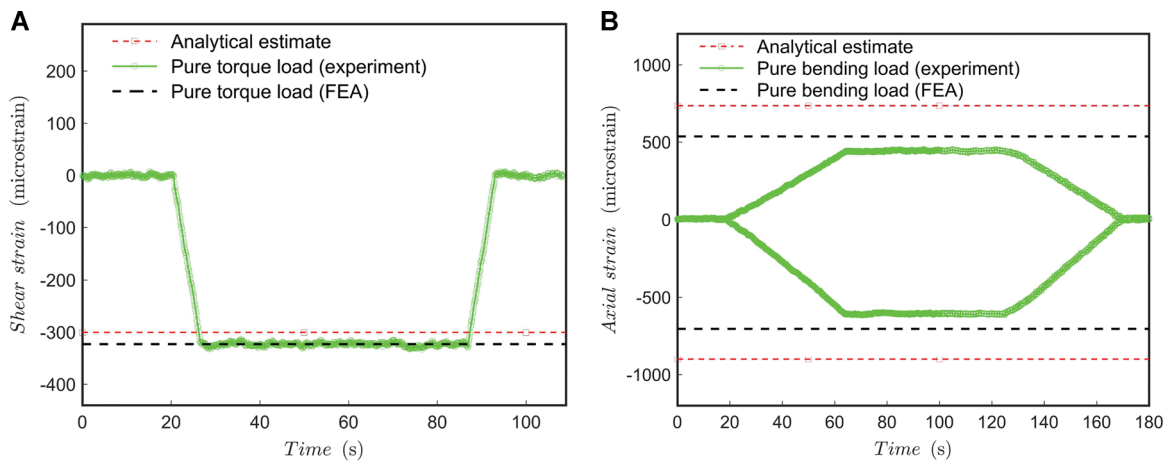 A
Analytical estimate
Pure torque load (experiment)
Pure torque load (FEA)
200
100
0
-100
-200
-300
-400
Shear strain (microstrain)
0 20 40 60 80 100
Time (s)
B
Analytical estimate
Pure bending load (experiment)
Pure bending load (FEA)
1000
500
0
-500
-1000
Axial strain (microstrain)
0 20 40 60 80 100 120 140 160 180
Time (s)